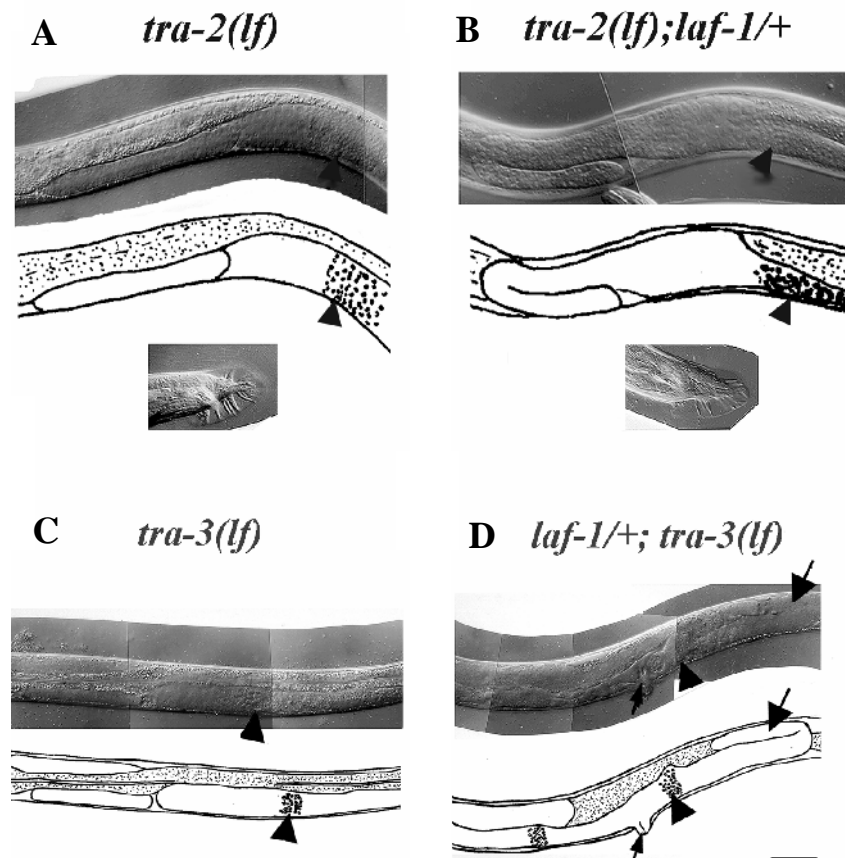 A tra-2(lf)
B tra-2(lf);laf-1/+
C tra-3(lf)
D laf-1/+; tra-3(lf)